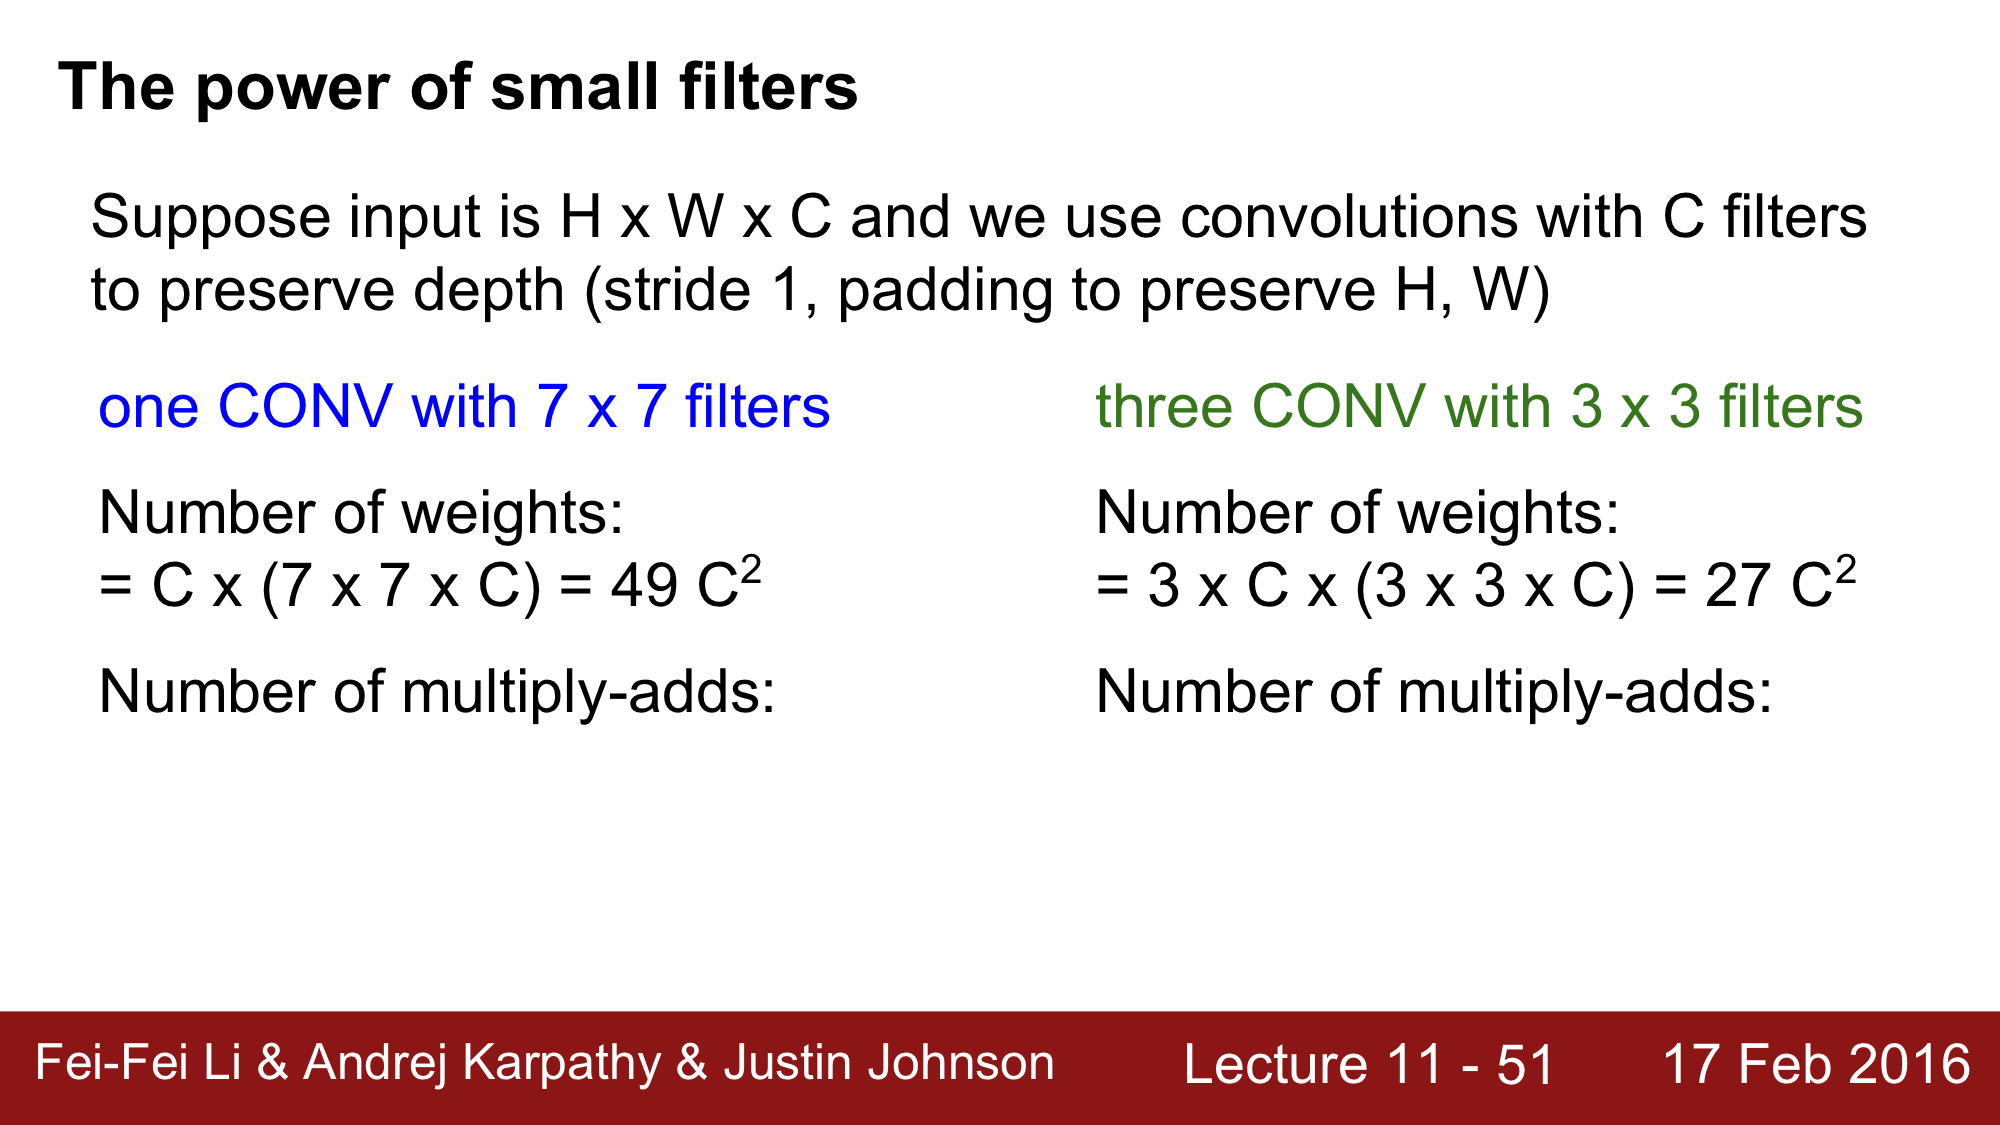 The power of small filters
Suppose input is H x W x C and we use convolutions with C filters
to preserve depth (stride 1, padding to preserve H, W)
one CONV with 7 x 7 filters
Number of weights:
= C x (7 x 7 x C) = 49 C²
Number of multiply-adds:
three CONV with 3 x 3 filters
Number of weights:
= 3 x C x (3 x 3 x C) = 27 C²
Number of multiply-adds:
Fei-Fei Li & Andrej Karpathy & Justin Johnson
Lecture 11 - 51
17 Feb 2016